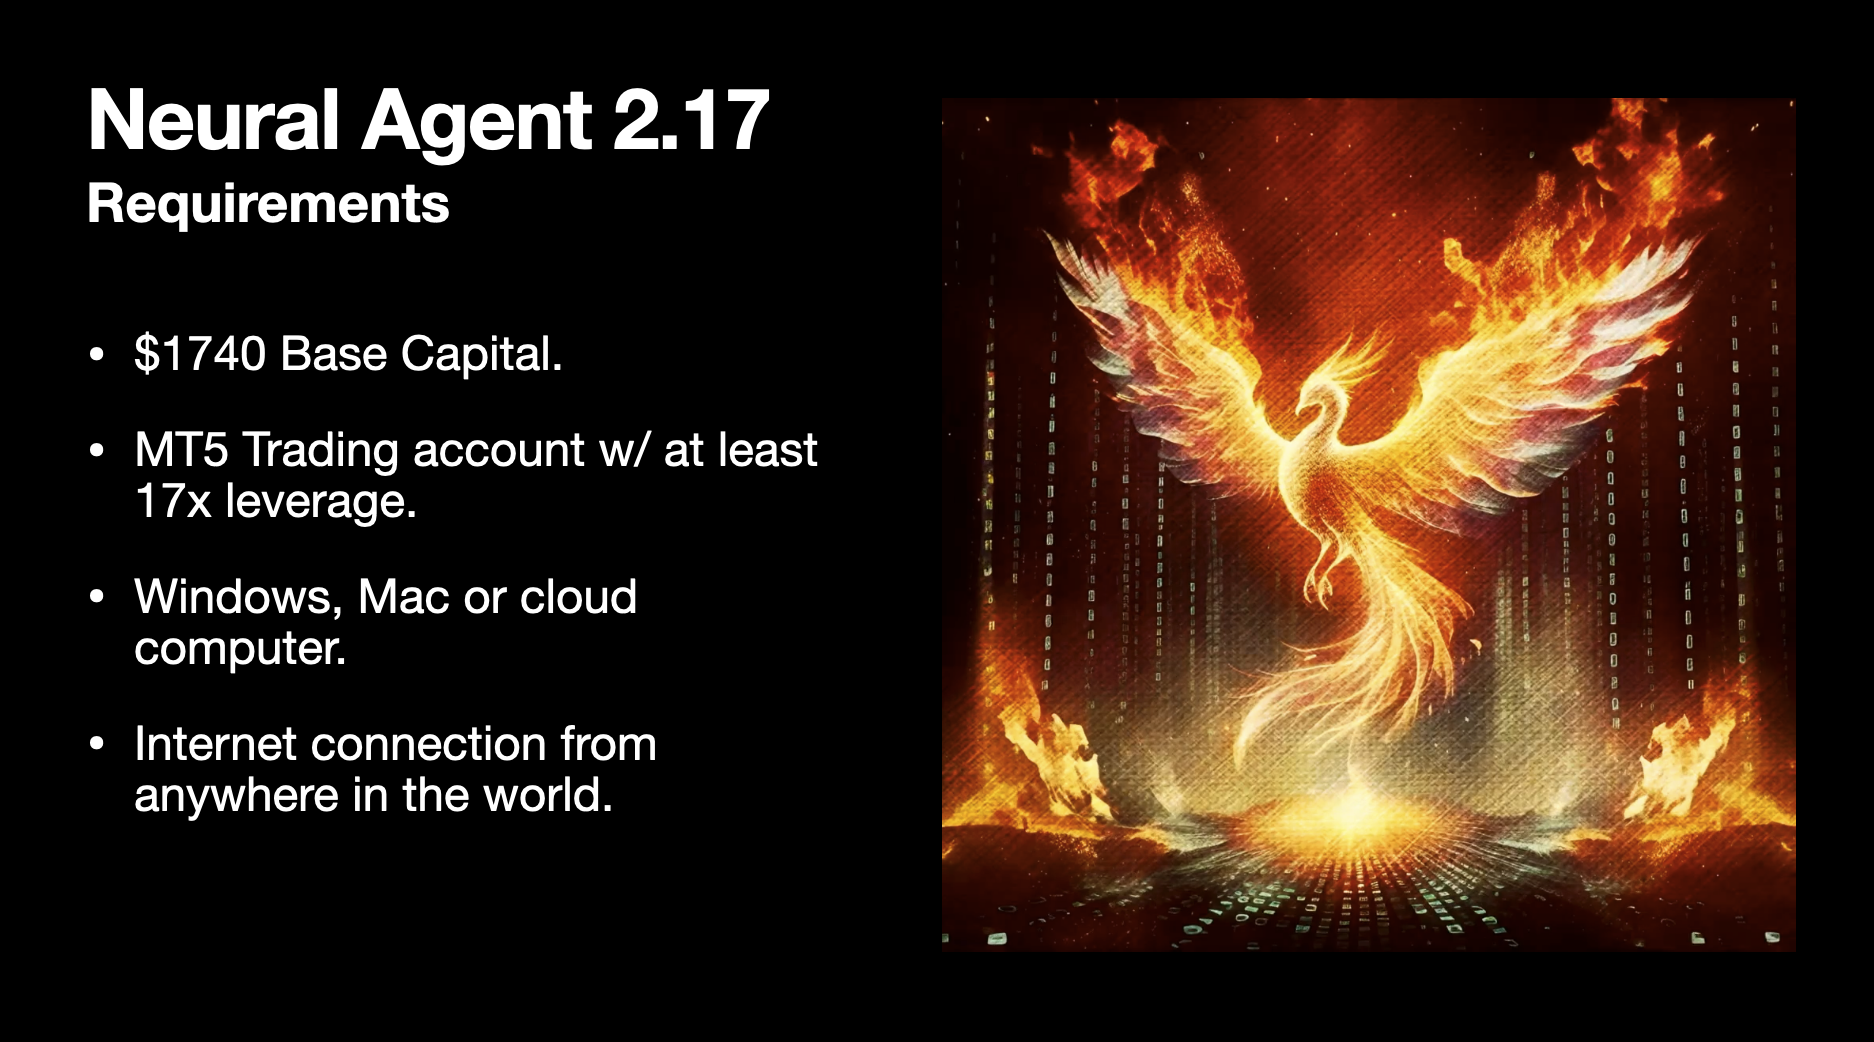 Neural Agent 2.17
Requirements
• $1740 Base Capital.
• MT5 Trading account w/ at least
17x leverage.
• Windows, Mac or cloud
computer.
• Internet connection from
anywhere in the world.